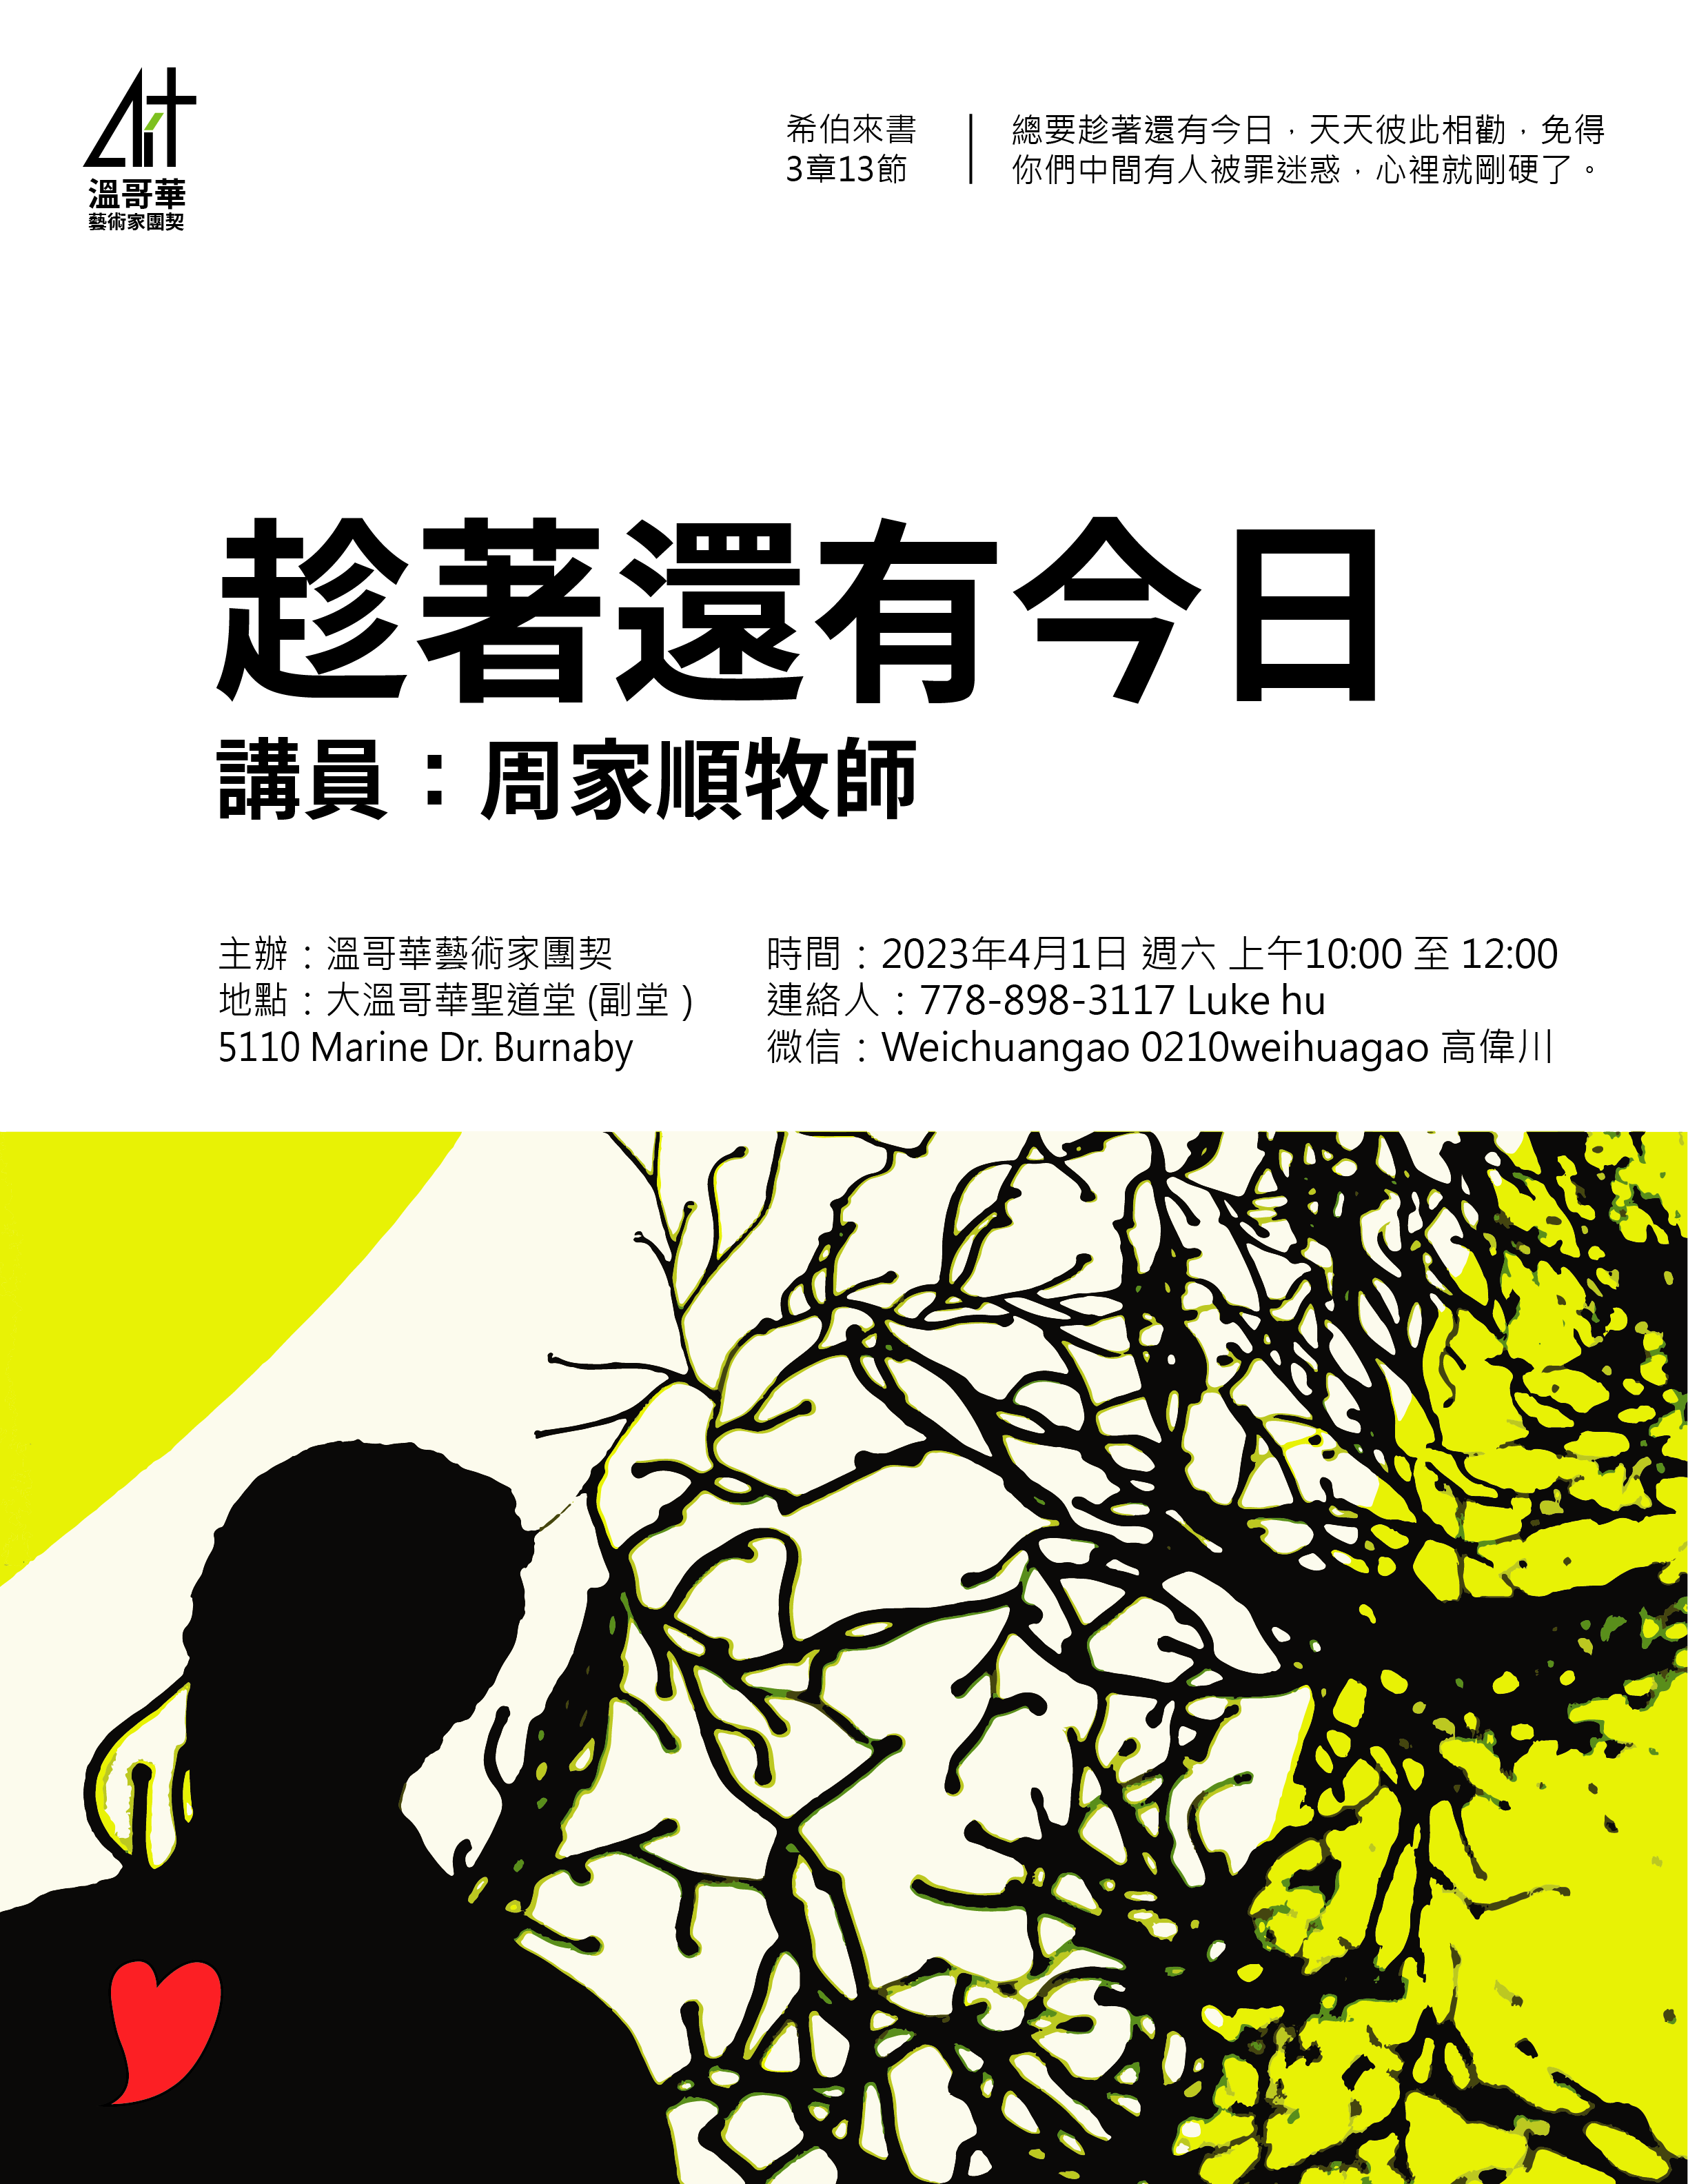 Art
溫哥華
藝術家團契
希伯來書
3章13節
總要趁著還有今日，天天彼此相勸，免得
你們中間有人被罪迷惑，心裡就剛硬了。
趁著還有今日
講員：周家順牧師
主辦：溫哥華藝術家團契
地點：大溫哥華聖道堂 (副堂 )
5110 Marine Dr. Burnaby
時間：2023年4月1日 週六 上午10:00 至 12:00
連絡人：778-898-3117 Luke hu
微信：Weichuangao 0210weihuagao 高偉川